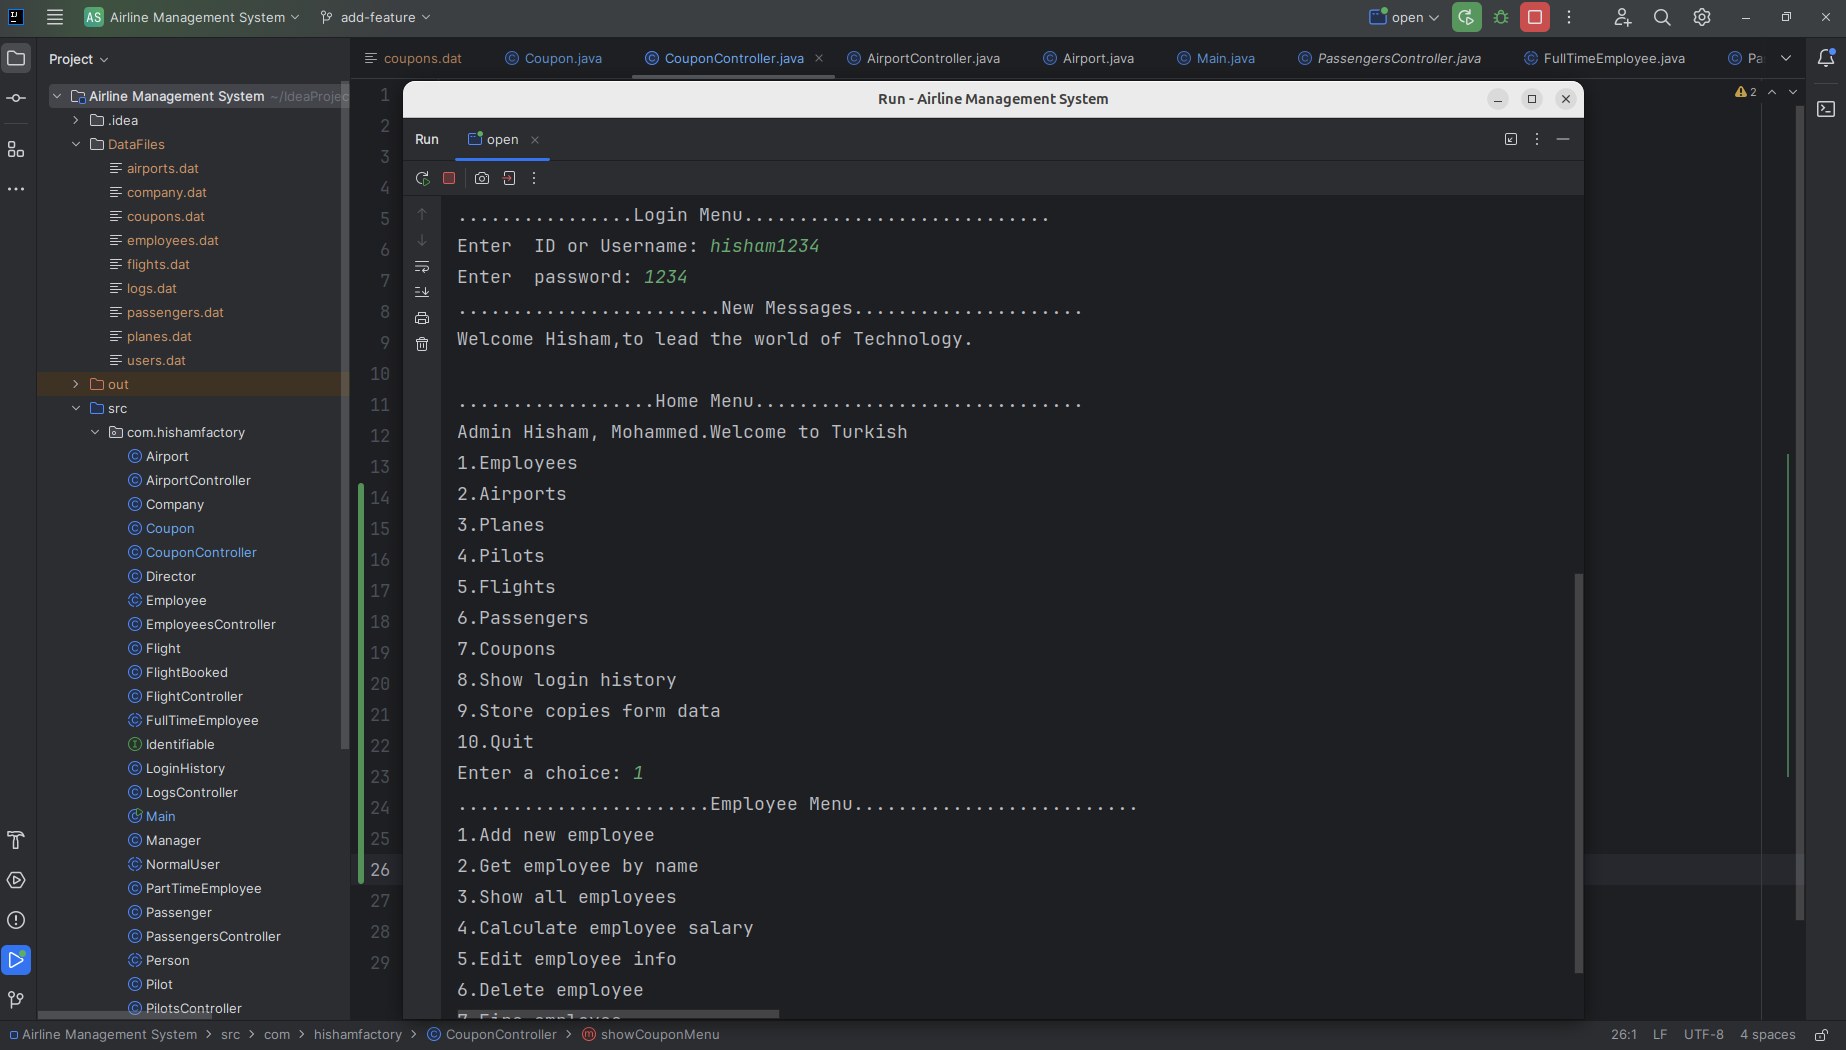 AS Airline Management System add-feature open
Project
coupons.dat Coupon.java CouponController.java AirportController.java Airport.java Main.java PassengersController.java FullTimeEmployee.java
Airline Management System ~/IdeaProjec
.idea
DataFiles
airports.dat
company.dat
coupons.dat
employees.dat
flights.dat
logs.dat
passengers.dat
planes.dat
users.dat
out
src
com.hishamfactory
Airport
AirportController
Company
Coupon
CouponController
Director
Employee
EmployeesController
Flight
FlightBooked
FlightController
FullTimeEmployee
Identifiable
LoginHistory
LogsController
Main
Manager
NormalUser
PartTimeEmployee
Passenger
PassengersController
Person
Pilot
PilotsController
1
2
3
4
5
6
7
8
9
10
11
12
13
14
15
16
17
18
19
20
21
22
23
24
25
26
27
28
29
2
Run - Airline Management System
Run open
................Login Menu............................
Enter  ID or Username: hisham1234
Enter  password: 1234
........................New Messages.....................
Welcome Hisham,to lead the world of Technology.
..................Home Menu..............................
Admin Hisham, Mohammed.Welcome to Turkish
1.Employees
2.Airports
3.Planes
4.Pilots
5.Flights
6.Passengers
7.Coupons
8.Show login history
9.Store copies form data
10.Quit
Enter a choice: 1
.......................Employee Menu..........................
1.Add new employee
2.Get employee by name
3.Show all employees
4.Calculate employee salary
5.Edit employee info
6.Delete employee
Airline Management System > src > com > hishamfactory > CouponController > showCouponMenu
26:1 LF UTF-8 4 spaces